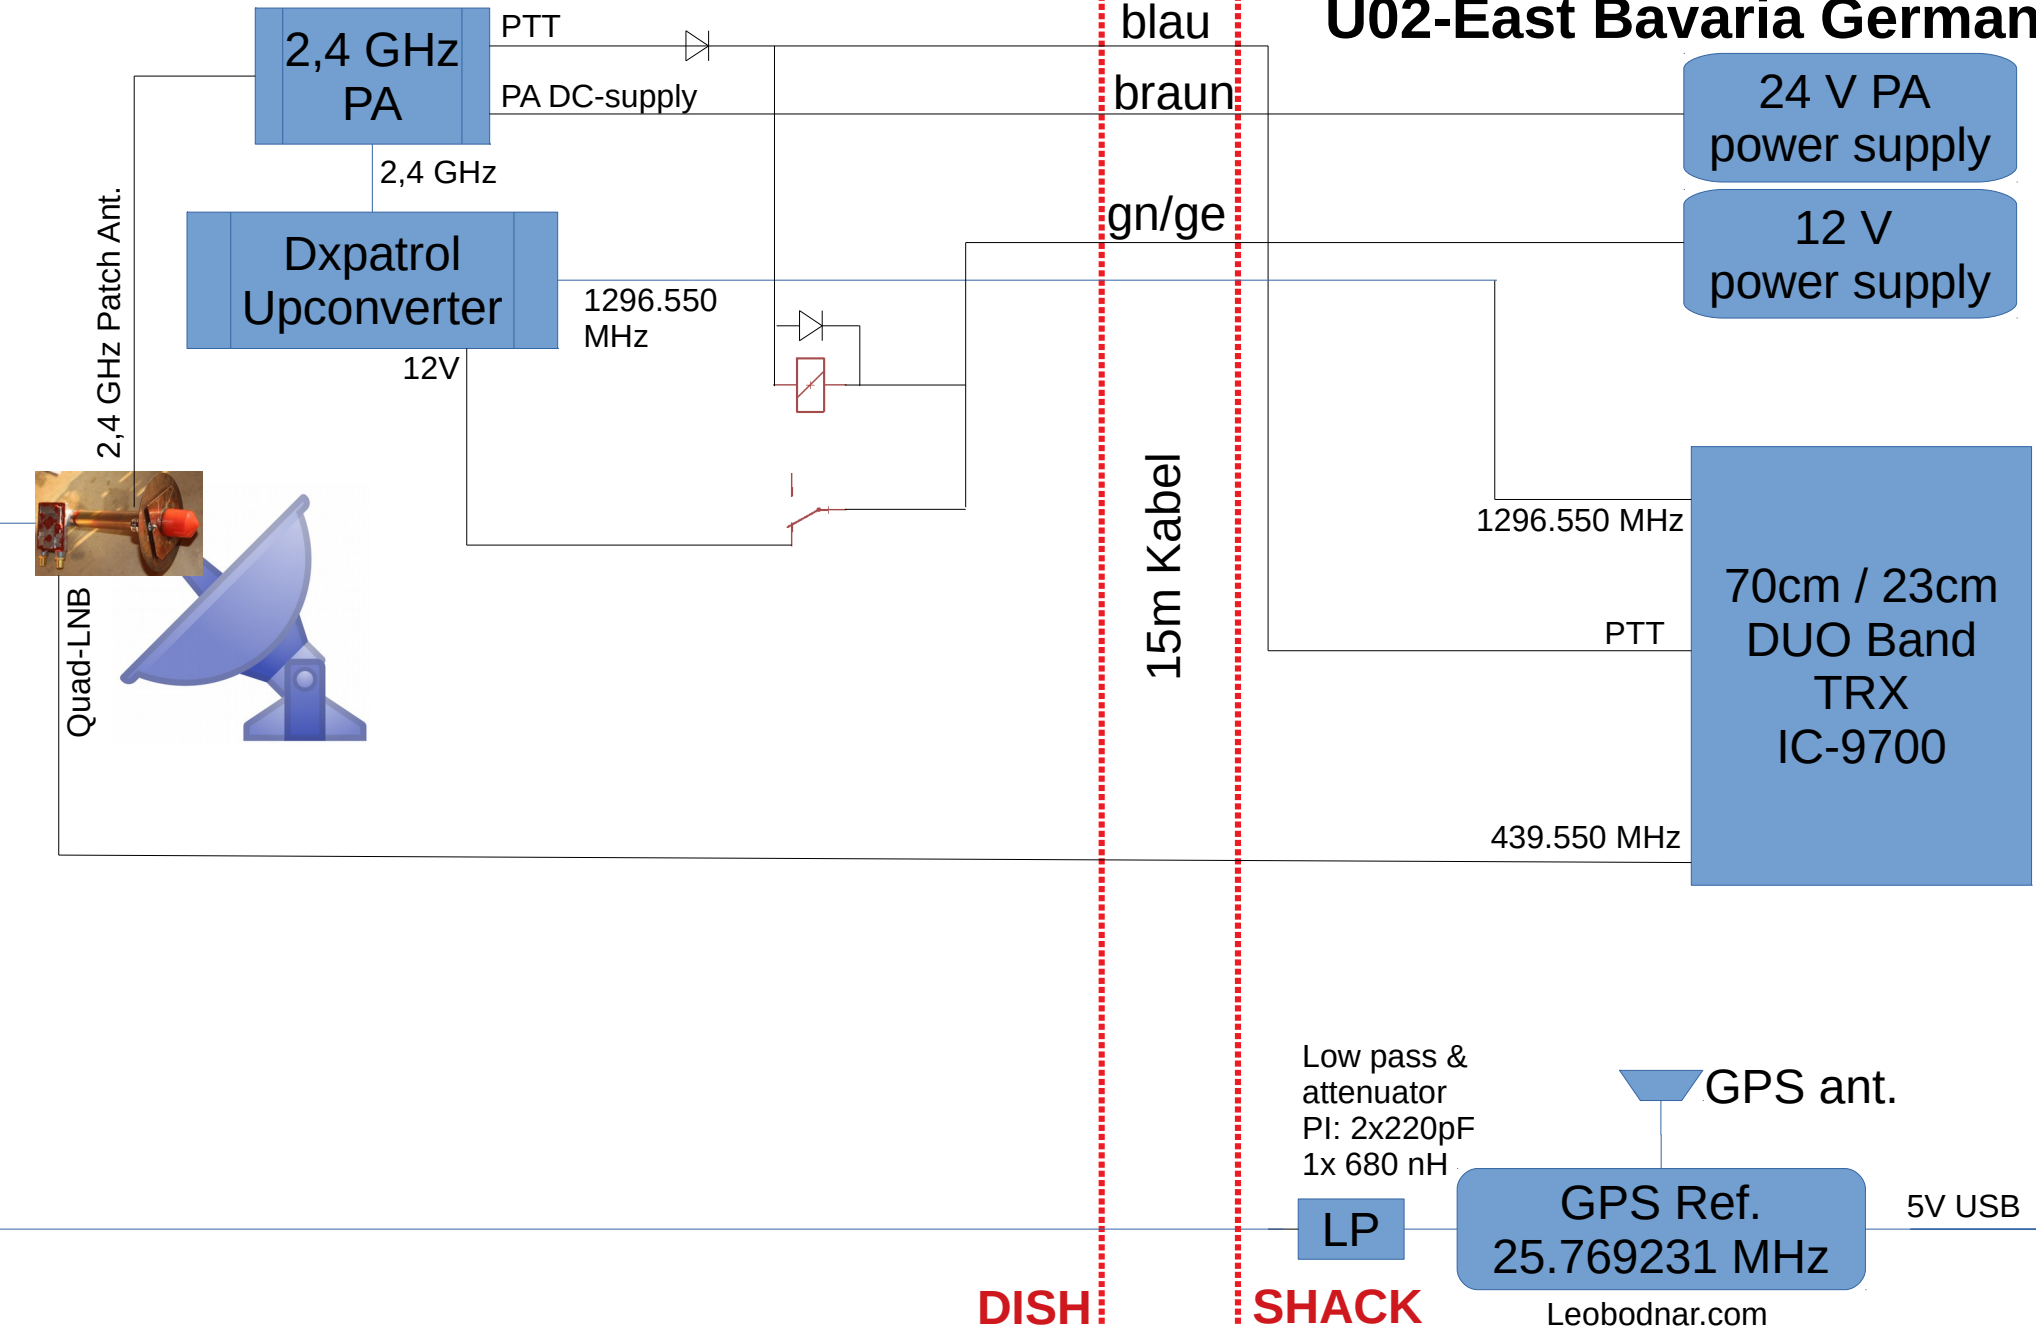 U02-East Bavaria German
PTT
blau
2,4 GHz
PA
PA DC-supply
braun
24 V PA
power supply
2,4 GHz
gn/ge
12 V
power supply
2,4 GHz Patch Ant.
Dxpatrol
Upconverter
1296.550
MHz
12V
15m Kabel
1296.550 MHz
70cm / 23cm
DUO Band
TRX
IC-9700
PTT
Quad-LNB
439.550 MHz
Low pass &
attenuator
PI: 2x220pF
1x 680 nH
GPS ant.
LP
GPS Ref.
25.769231 MHz
5V USB
DISH
SHACK
Leobodnar.com